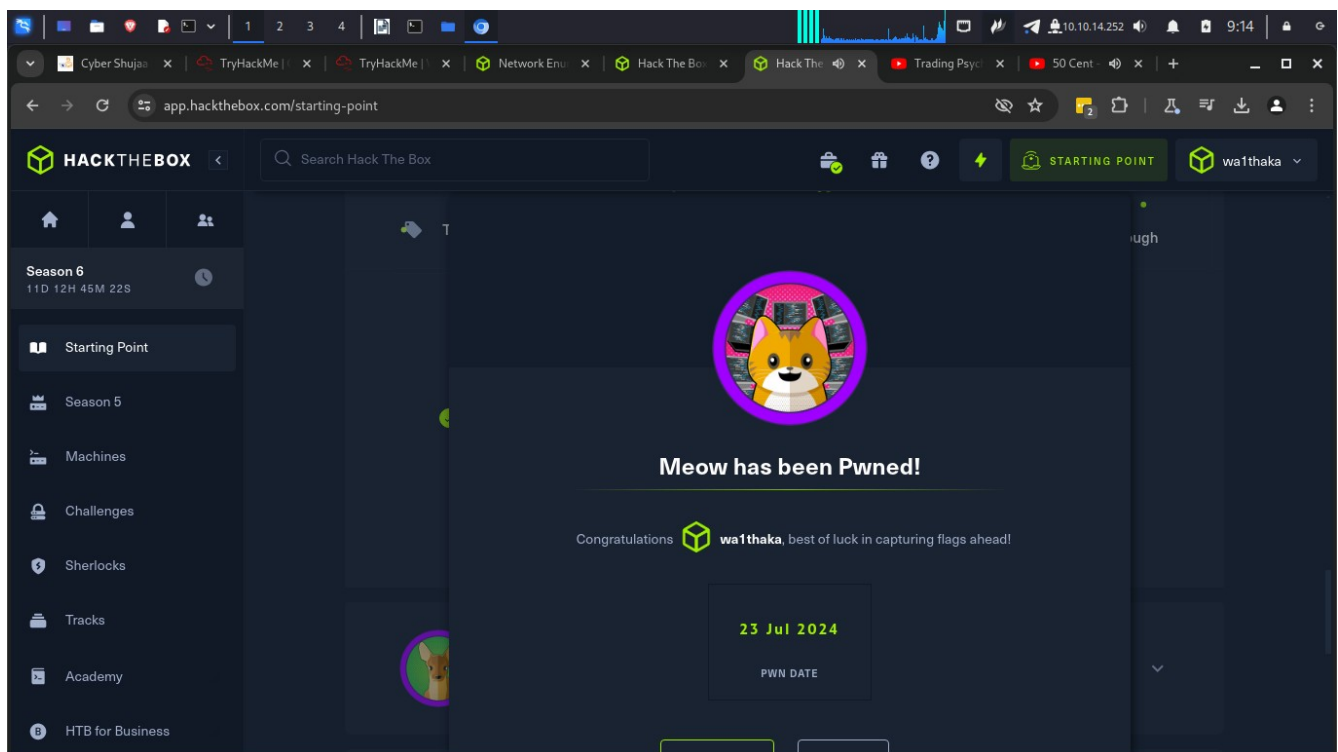 1 2 3 4 10.10.14.252 9:14
Cyber Shujaa TryHackMe | TryHackMe | Network Enu Hack The Bo Hack The Trading Psyc 50 Cent -
app.hackthebox.com/starting-point 2
HACKTHEBOX Search Hack The Box STARTING POINT wa1thaka
T ugh
Season 6
11D 12H 45M 22S
Starting Point
Season 5
Machines
Challenges
Sherlocks
Tracks
Academy
HTB for Business
Meow has been Pwned!
Congratulations wa1thaka, best of luck in capturing flags ahead!
23 Jul 2024
PWN DATE